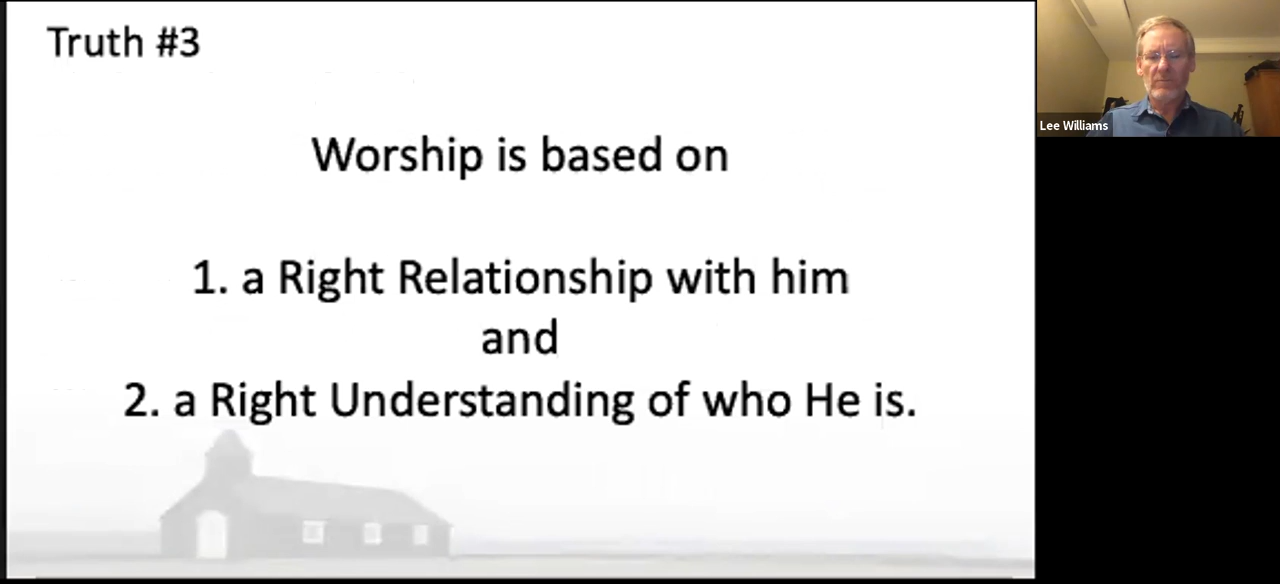 Truth #3
Worship is based on
1. a Right Relationship with him
and
2. a Right Understanding of who He is.
Lee Williams